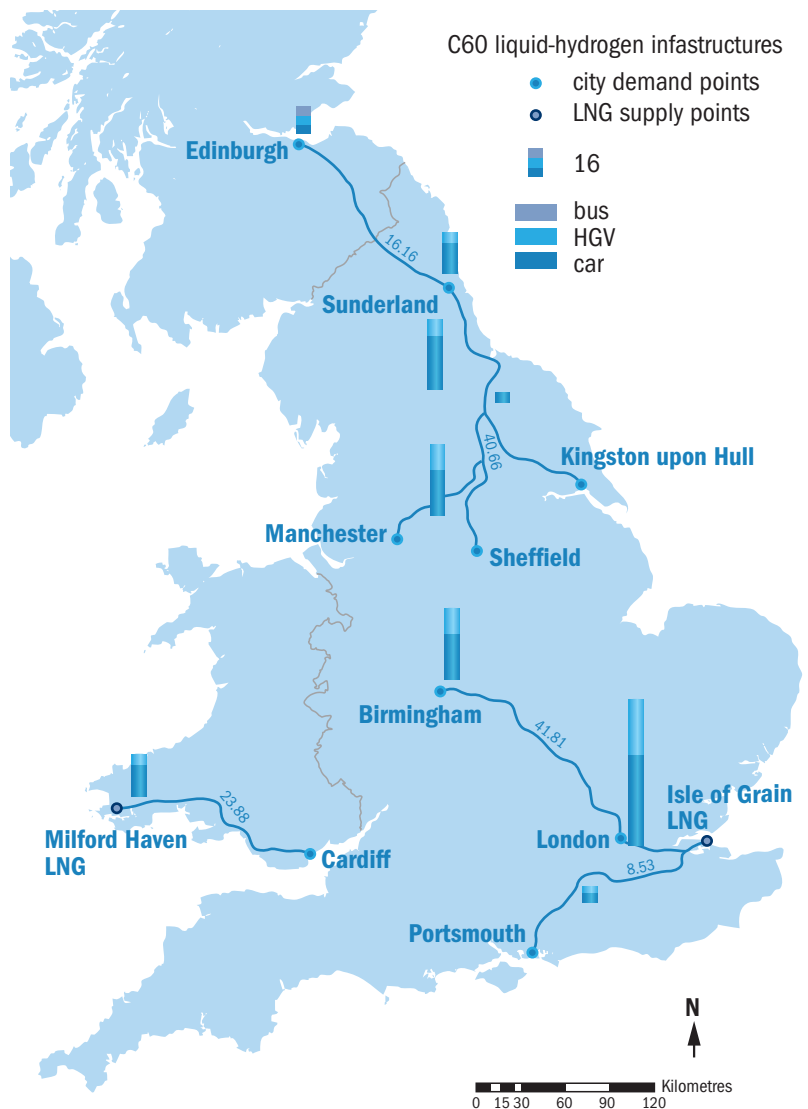 C60 liquid-hydrogen infastructures
city demand points
LNG supply points
16
bus
HGV
car
Edinburgh
16.16
Sunderland
40.66
Kingston upon Hull
Manchester
Sheffield
Birmingham
41.81
Isle of Grain
LNG
London
23.88
Milford Haven
LNG
Cardiff
8.53
Portsmouth
N
Kilometres
0 15 30 60 90 120